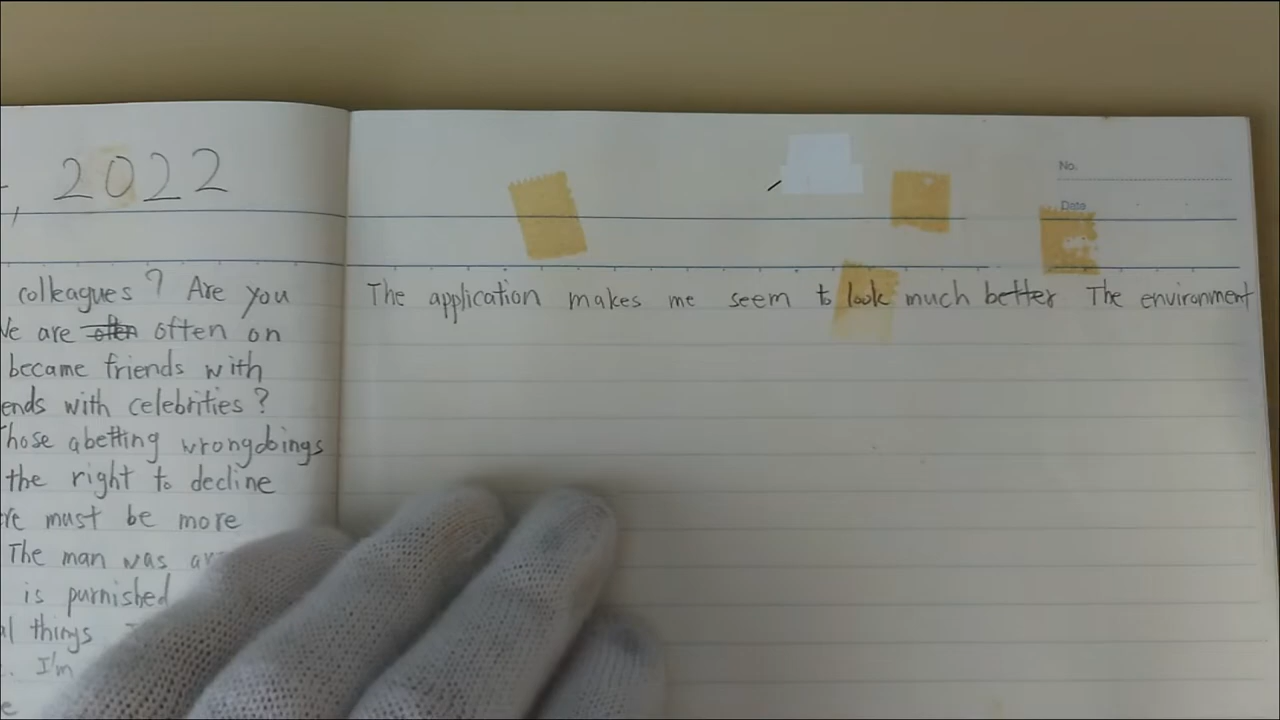 2022
colleagues? Are you
are often often on
became friends with
ends with celebrities?
those abetting wrongdoings
the right to decline
must be more
The man was
is purnished
things
I'm
No.
Date
The application makes me seem to look much better The environment